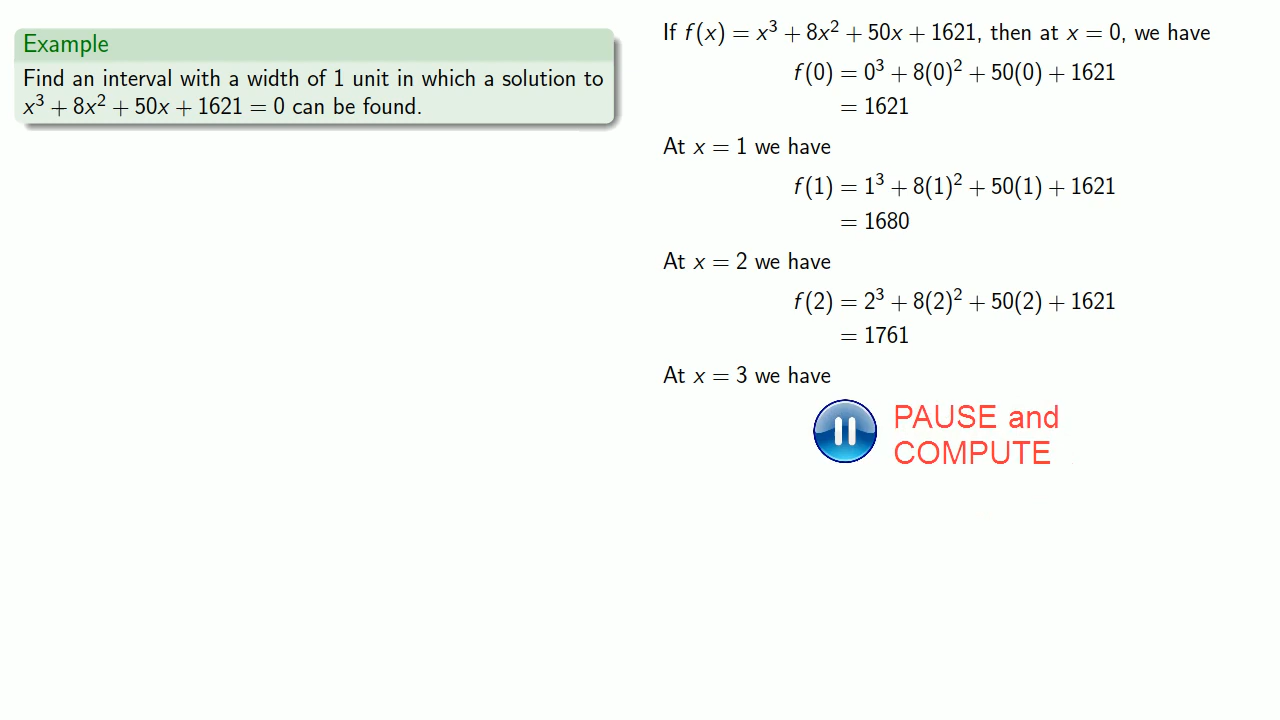 Example
Find an interval with a width of 1 unit in which a solution to
x³ + 8x² + 50x + 1621 = 0 can be found.
If f(x) = x³ + 8x² + 50x + 1621, then at x = 0, we have
f(0) = 0³ + 8(0)² + 50(0) + 1621
= 1621
At x = 1 we have
f(1) = 1³ + 8(1)² + 50(1) + 1621
= 1680
At x = 2 we have
f(2) = 2³ + 8(2)² + 50(2) + 1621
= 1761
At x = 3 we have
PAUSE and
COMPUTE